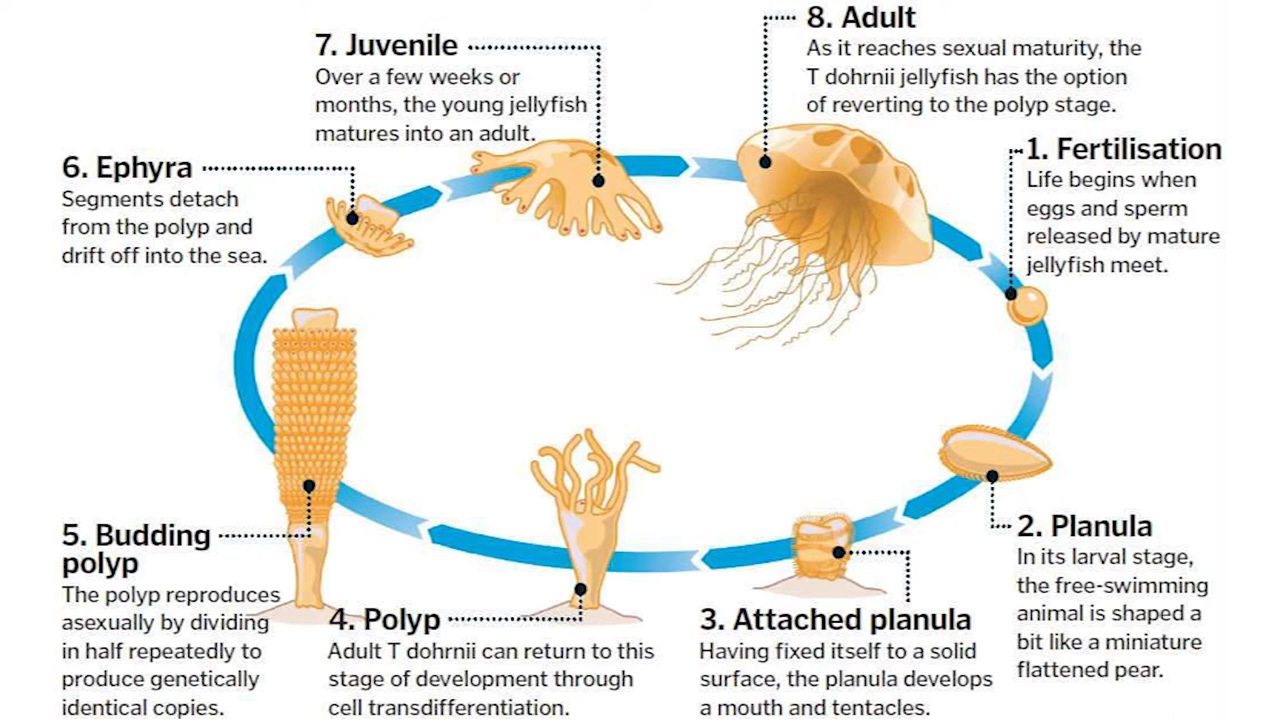 8. Adult
As it reaches sexual maturity, the
T dohrnii jellyfish has the option
of reverting to the polyp stage.
7. Juvenile
Over a few weeks or
months, the young jellyfish
matures into an adult.
1. Fertilisation
Life begins when
eggs and sperm
released by mature
jellyfish meet.
6. Ephyra
Segments detach
from the polyp and
drift off into the sea.
2. Planula
In its larval stage,
the free-swimming
animal is shaped a
bit like a miniature
flattened pear.
5. Budding
polyp
The polyp reproduces
asexually by dividing
in half repeatedly to
produce genetically
identical copies.
4. Polyp
Adult T dohrnii can return to this
stage of development through
cell transdifferentiation.
3. Attached planula
Having fixed itself to a solid
surface, the planula develops
a mouth and tentacles.